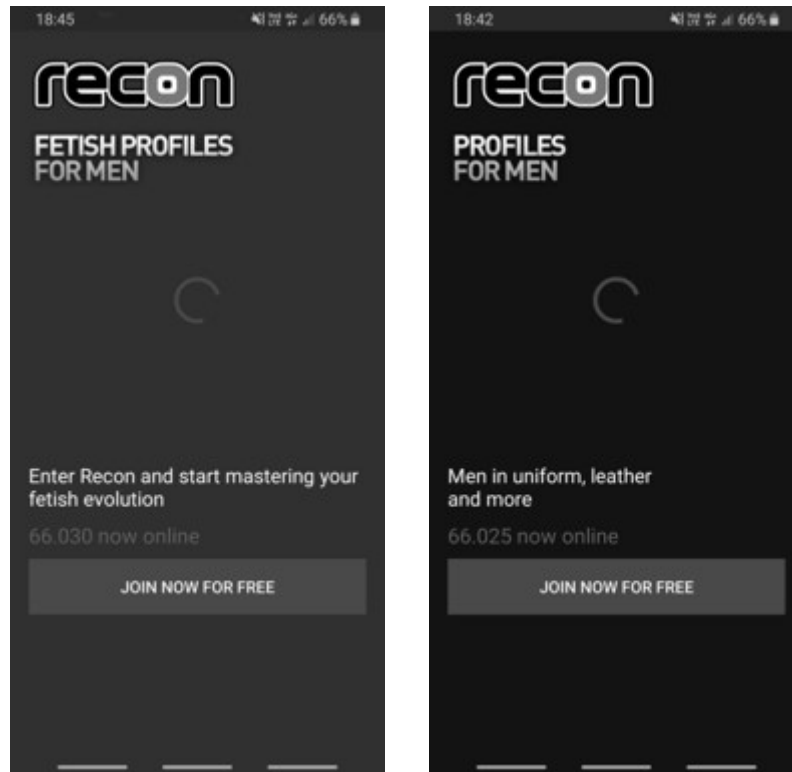 18:45
66%
recon
FETISH PROFILES
FOR MEN
Enter Recon and start mastering your
fetish evolution
66.030 now online
JOIN NOW FOR FREE
18:42
66%
recon
PROFILES
FOR MEN
Men in uniform, leather
and more
66.025 now online
JOIN NOW FOR FREE